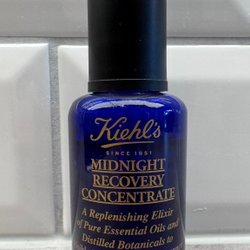 Kiehl's
SINCE 1851
MIDNIGHT
RECOVERY
CONCENTRATE
A Replenishing Elixir
of Pure Essential Oils and
Distilled Botanicals to